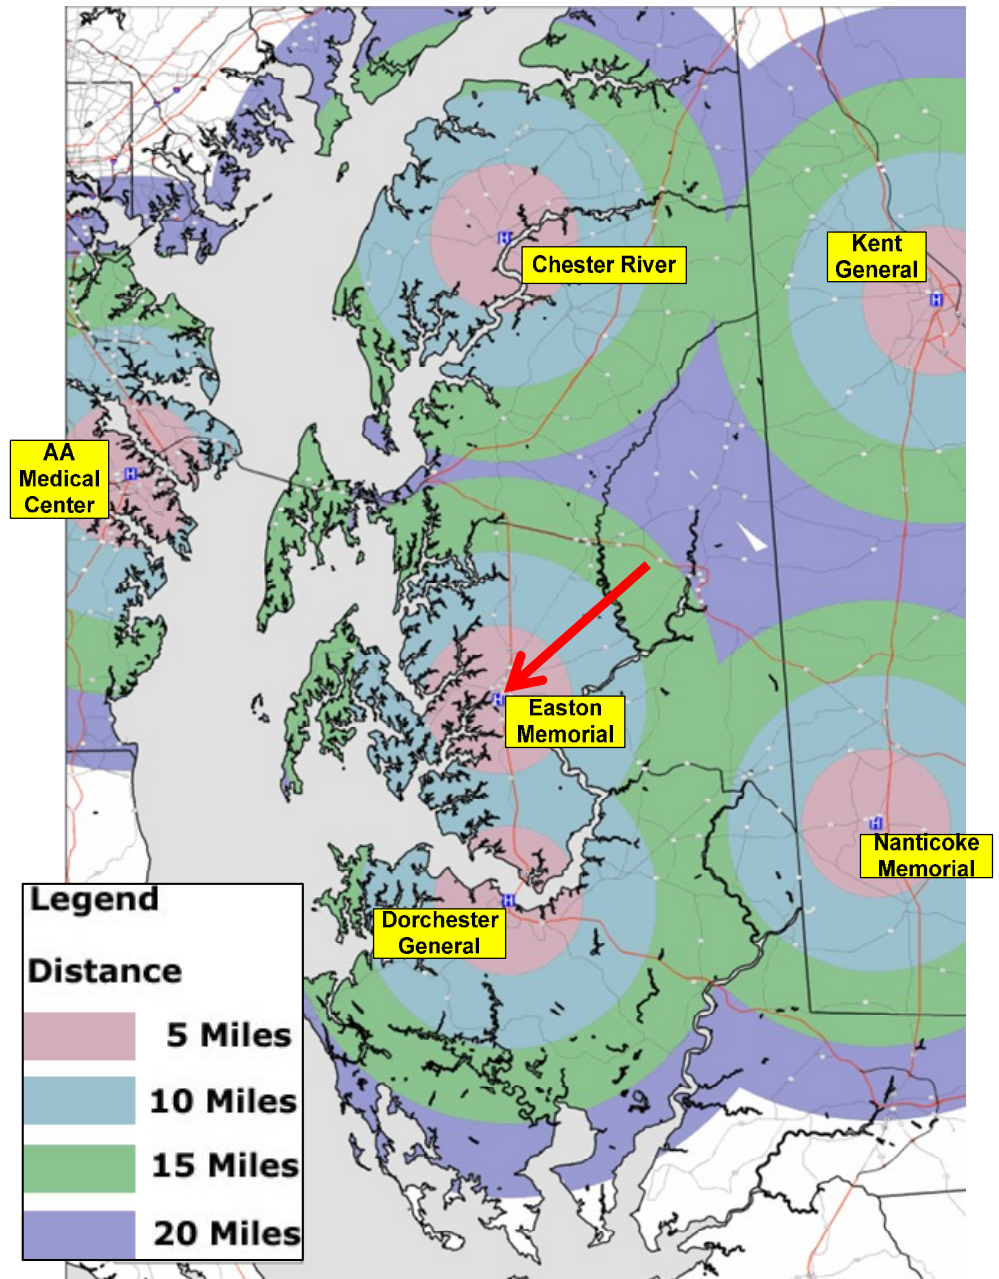 Chester River
Kent
General
AA
Medical
Center
Easton
Memorial
Nanticoke
Memorial
Dorchester
General
Legend
Distance
5 Miles
10 Miles
15 Miles
20 Miles
H
H
H
H
H
H